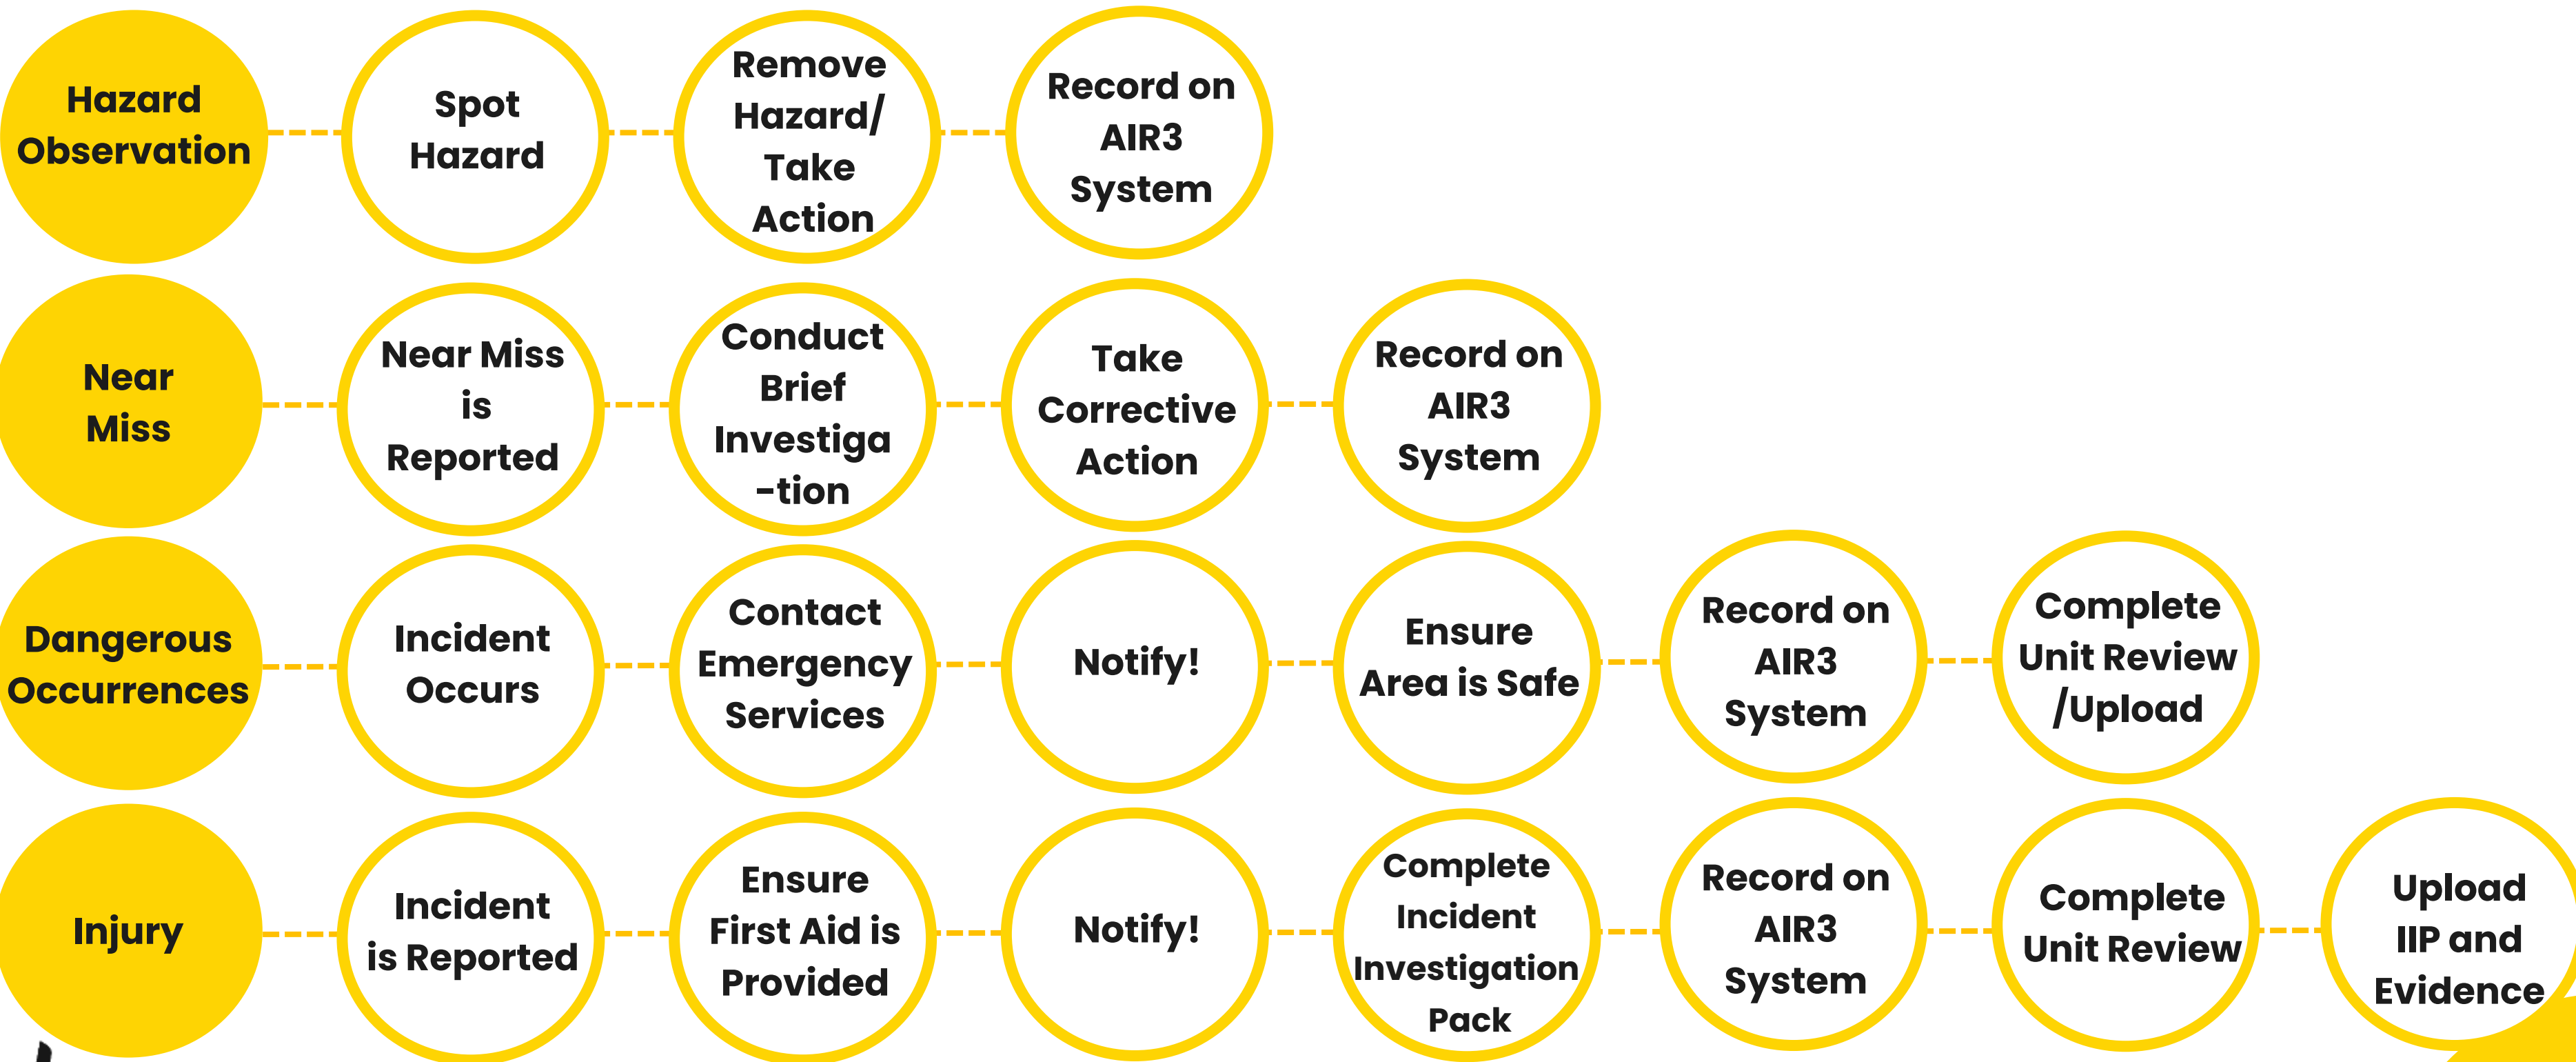 Hazard
Observation
Spot
Hazard
Remove
Hazard/
Take
Action
Record on
AIR3
System
Near
Miss
Near Miss
is
Reported
Conduct
Brief
Investiga
-tion
Take
Corrective
Action
Record on
AIR3
System
Dangerous
Occurrences
Incident
Occurs
Contact
Emergency
Services
Notify!
Ensure
Area is Safe
Record on
AIR3
System
Complete
Unit Review
/Upload
Injury
Incident
is Reported
Ensure
First Aid is
Provided
Notify!
Complete
Incident
Investigation
Pack
Record on
AIR3
System
Complete
Unit Review
Upload
IIP and
Evidence